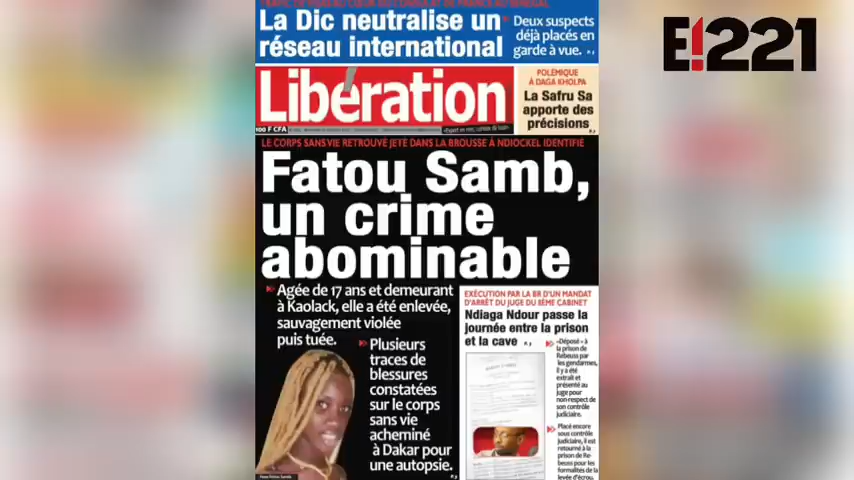 La Dic neutralise un
réseau international
Deux suspects
déjà placés en
garde à vue.
E!221
Libération
100 F CFA
POLÉMIQUE
À DAGA KHOLPA
La Safru Sa
apporte des
précisions
LE CORPS SANS VIE RETROUVÉ JETÉ DANS LA BROUSSE À NDIOCKEL IDENTIFIÉ
Fatou Samb,
un crime
abominable
Agée de 17 ans et demeurant
à Kaolack, elle a été enlevée,
sauvagement violée
puis tuée.
Plusieurs
traces de
blessures
constatées
sur le corps
sans vie
acheminé
à Dakar pour
une autopsie.
EXÉCUTION PAR LA BR D'UN MANDAT
D'ARRÊT DU JUGE DU 8ÈME CABINET
Ndiaga Ndour passe la
journée entre la prison
et la cave
«Déposé» à
la prison de
Rebeuss par
les gendarmes,
il y a été
extrait et
présenté au
juge pour
non-respect de
son contrôle
judiciaire.
Placé encore
sous contrôle
judiciaire, il est
retourné à la
prison de Re-
beuss pour les
formalités de la
levée d'écrou.